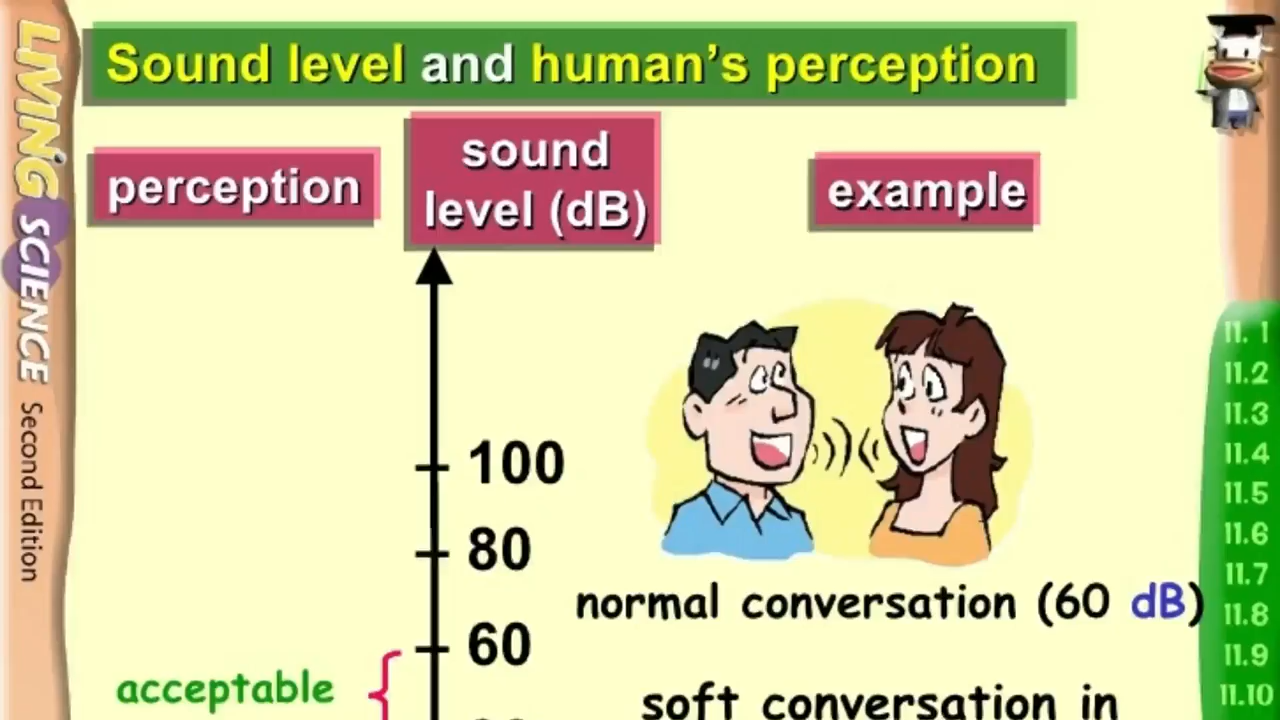 LIVING SCIENCE Second Edition
Sound level and human's perception
perception
sound
level (dB)
example
100
80
60
normal conversation (60 dB)
acceptable
soft conversation in
11.1
11.2
11.3
11.4
11.5
11.6
11.7
11.8
11.9
11.10